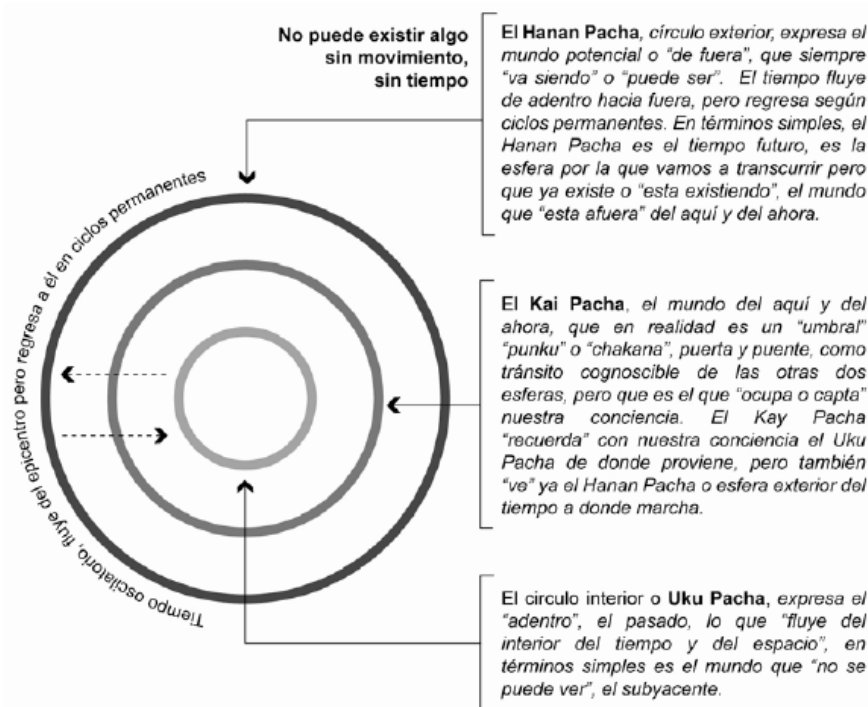 No puede existir algo
sin movimiento,
sin tiempo
El Hanan Pacha, círculo exterior, expresa el
mundo potencial o “de fuera”, que siempre
“va siendo” o “puede ser”. El tiempo fluye
de adentro hacia fuera, pero regresa según
ciclos permanentes. En términos simples, el
Hanan Pacha es el tiempo futuro, es la
esfera por la que vamos a transcurrir pero
que ya existe o “esta existiendo”, el mundo
que “esta afuera” del aquí y del ahora.
Tiempo oscilatorio, fluye del epicentro pero regresa a él en ciclos permanentes
El Kai Pacha, el mundo del aquí y del
ahora, que en realidad es un “umbral”
“punku” o “chakana”, puerta y puente, como
tránsito cognoscible de las otras dos
esferas, pero que es el que “ocupa o capta”
nuestra conciencia. El Kay Pacha
“recuerda” con nuestra conciencia el Uku
Pacha de donde proviene, pero también
“ve” ya el Hanan Pacha o esfera exterior del
tiempo a donde marcha.
El circulo interior o Uku Pacha, expresa el
“adentro”, el pasado, lo que “fluye del
interior del tiempo y del espacio”, en
términos simples es el mundo que “no se
puede ver”, el subyacente.